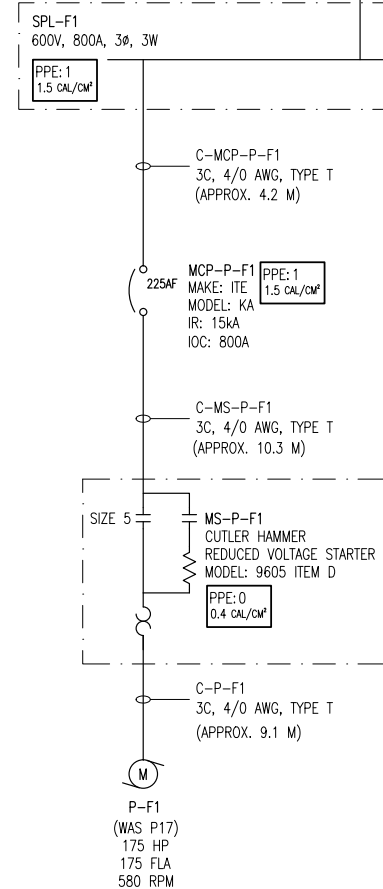 SPL-F1
600V, 800A, 3ø, 3W
PPE: 1
1.5 CAL/CM²
C-MCP-P-F1
3C, 4/0 AWG, TYPE T
(APPROX. 4.2 M)
225AF
MCP-P-F1
MAKE: ITE
MODEL: KA
IR: 15kA
IOC: 800A
PPE: 1
1.5 CAL/CM²
C-MS-P-F1
3C, 4/0 AWG, TYPE T
(APPROX. 10.3 M)
SIZE 5
MS-P-F1
CUTLER HAMMER
REDUCED VOLTAGE STARTER
MODEL: 9605 ITEM D
PPE: 0
0.4 CAL/CM²
C-P-F1
3C, 4/0 AWG, TYPE T
(APPROX. 9.1 M)
M
P-F1
(WAS P17)
175 HP
175 FLA
580 RPM